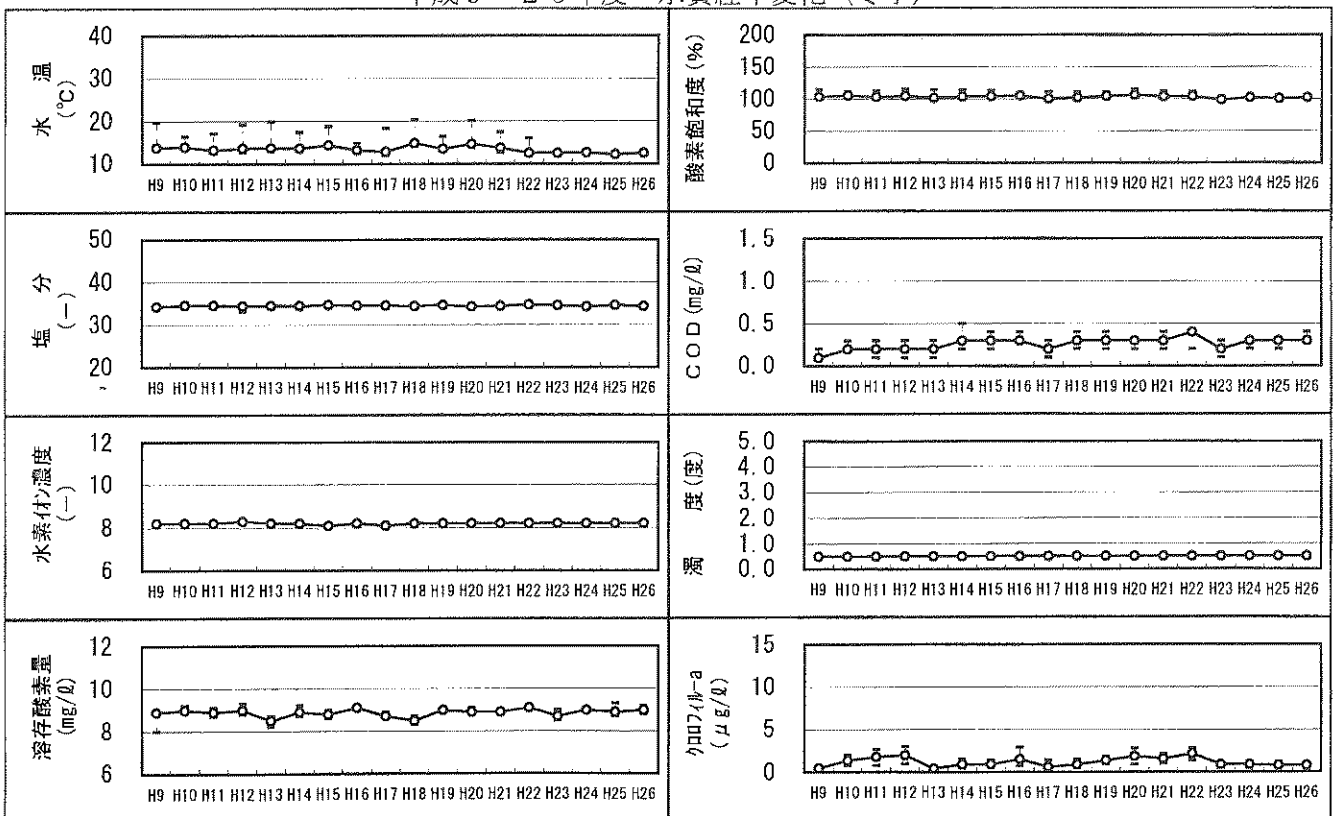 40
30
20
10
水温
(℃)
H9 H10 H11 H12 H13 H14 H15 H16 H17 H18 H19 H20 H21 H22 H23 H24 H25 H26
200
150
100
50
0
酸素飽和度(%)
H9 H10 H11 H12 H13 H14 H15 H16 H17 H18 H19 H20 H21 H22 H23 H24 H25 H26
50
40
30
20
塩分
(－)
H9 H10 H11 H12 H13 H14 H15 H16 H17 H18 H19 H20 H21 H22 H23 H24 H25 H26
1.5
1.0
0.5
0.0
COD(mg/ℓ)
H9 H10 H11 H12 H13 H14 H15 H16 H17 H18 H19 H20 H21 H22 H23 H24 H25 H26
12
10
8
6
水素イオン濃度
(－)
H9 H10 H11 H12 H13 H14 H15 H16 H17 H18 H19 H20 H21 H22 H23 H24 H25 H26
5.0
4.0
3.0
2.0
1.0
0.0
濁度(度)
H9 H10 H11 H12 H13 H14 H15 H16 H17 H18 H19 H20 H21 H22 H23 H24 H25 H26
12
10
8
6
溶存酸素量
(mg/ℓ)
H9 H10 H11 H12 H13 H14 H15 H16 H17 H18 H19 H20 H21 H22 H23 H24 H25 H26
15
10
5
0
クロロフィル-a
(μg/ℓ)
H9 H10 H11 H12 H13 H14 H15 H16 H17 H18 H19 H20 H21 H22 H23 H24 H25 H26